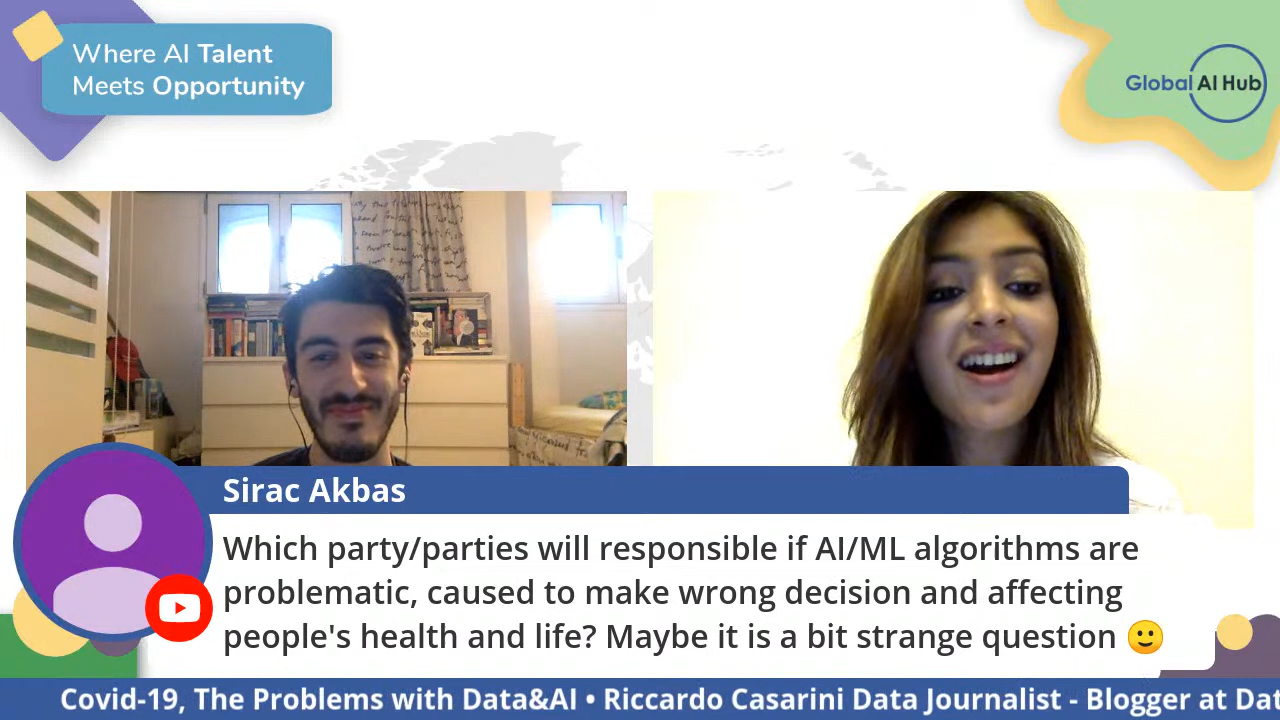 Where AI Talent
Meets Opportunity
Global AI Hub
Sirac Akbas
Which party/parties will responsible if AI/ML algorithms are
problematic, caused to make wrong decision and affecting
people's health and life? Maybe it is a bit strange question 🙂
Covid-19, The Problems with Data&AI • Riccardo Casarini Data Journalist - Blogger at Dat